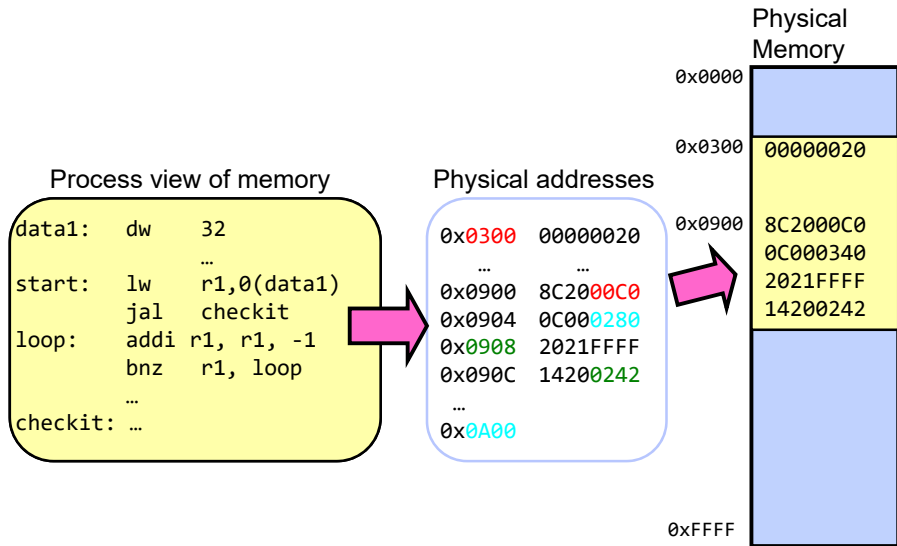 Physical
Memory
0x0000
0x0300 00000020
0x0900 8C2000C0
0C000340
2021FFFF
14200242
0xFFFF
Process view of memory
data1: dw 32
…
start: lw r1,0(data1)
jal checkit
loop: addi r1, r1, -1
bnz r1, loop
…
checkit: …
Physical addresses
0x0300 00000020
… …
0x0900 8C2000C0
0x0904 0C000280
0x0908 2021FFFF
0x090C 14200242
…
0x0A00